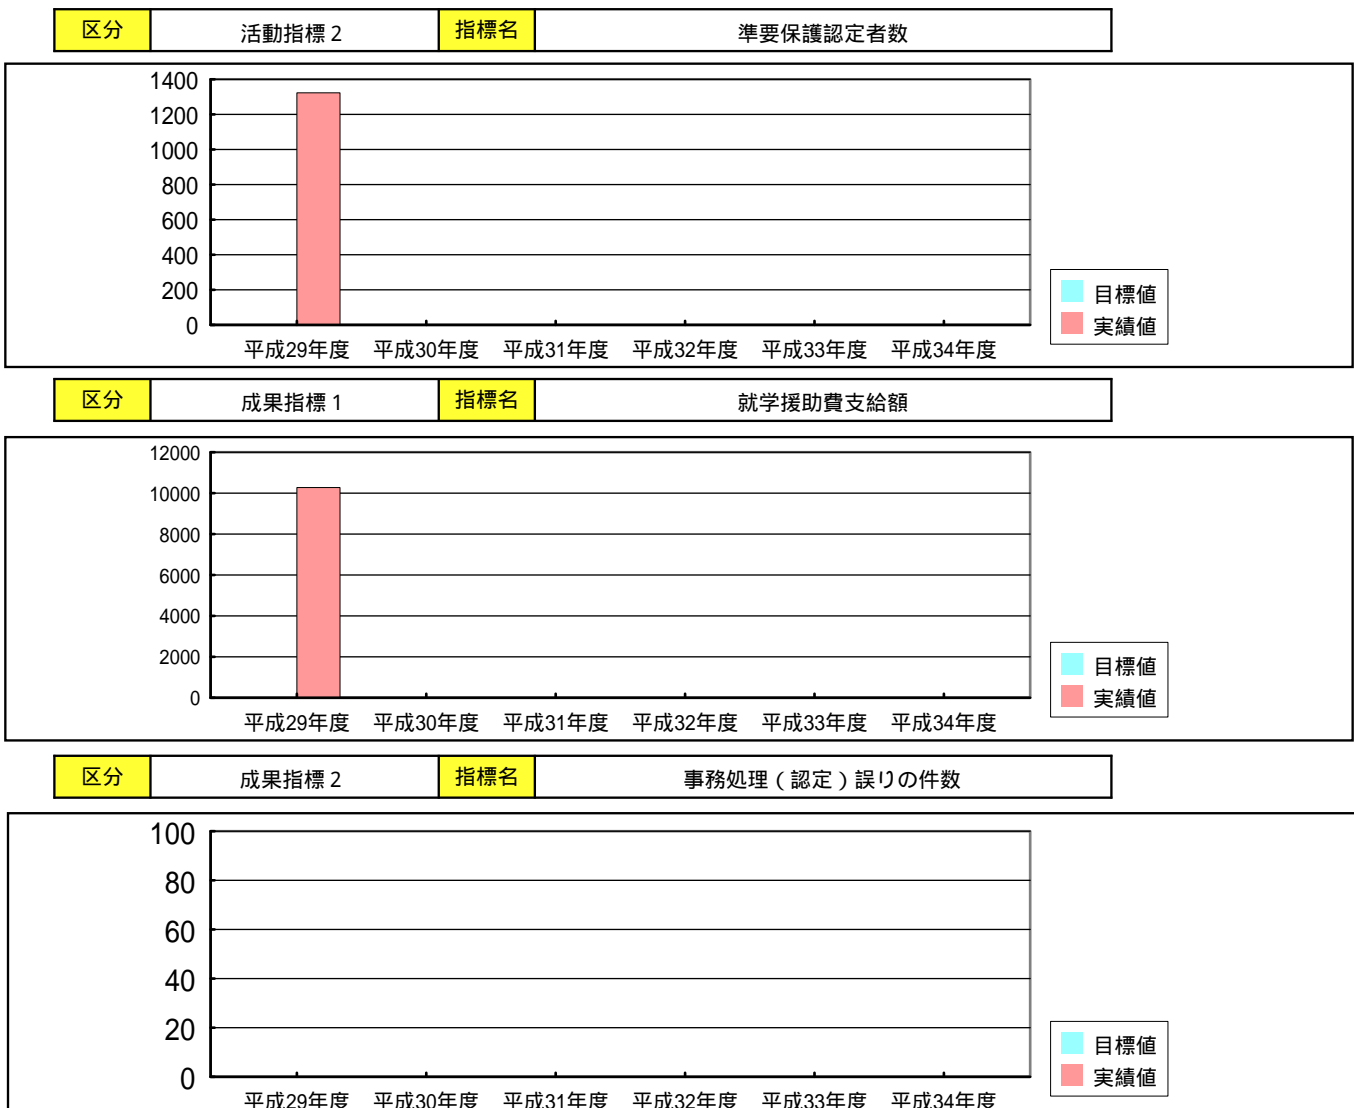 区分 活動指標２ 指標名 準要保護認定者数
1400
1200
1000
800
600
400
200
0
平成29年度 平成30年度 平成31年度 平成32年度 平成33年度 平成34年度
目標値
実績値
区分 成果指標１ 指標名 就学援助費支給額
12000
10000
8000
6000
4000
2000
0
平成29年度 平成30年度 平成31年度 平成32年度 平成33年度 平成34年度
目標値
実績値
区分 成果指標２ 指標名 事務処理（認定）誤りの件数
100
80
60
40
20
0
平成29年度 平成30年度 平成31年度 平成32年度 平成33年度 平成34年度
目標値
実績値